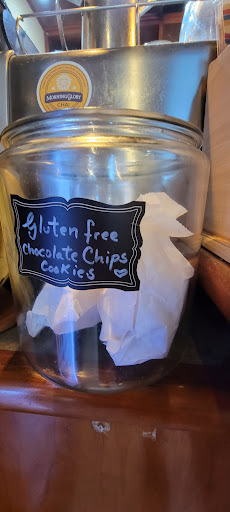 MORNING GLORY
CHAI
Gluten free
Chocolate Chips
Cookies